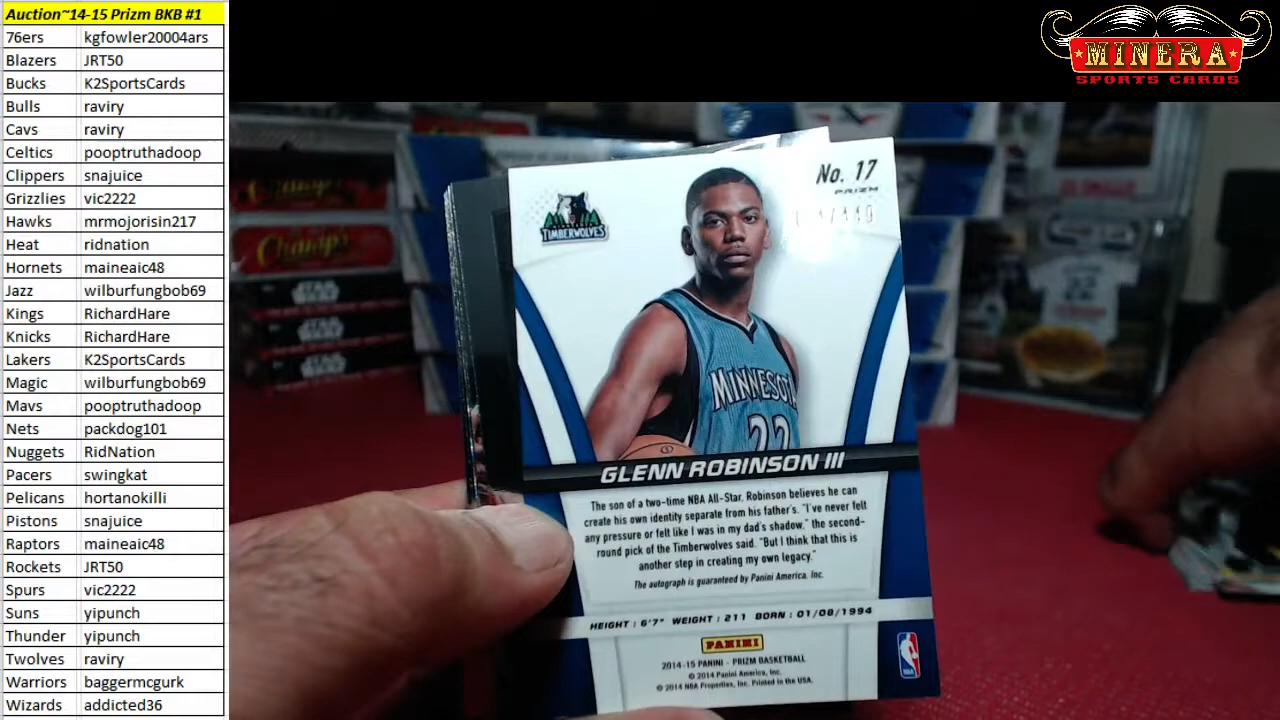 Auction~14-15 Prizm BKB #1
76ers kgfowler20004ars
Blazers JRT50
Bucks K2SportsCards
Bulls raviry
Cavs raviry
Celtics pooptruthadoop
Clippers snajuice
Grizzlies vic2222
Hawks mrmojorisin217
Heat ridnation
Hornets maineaic48
Jazz wilburfungbob69
Kings RichardHare
Knicks RichardHare
Lakers K2SportsCards
Magic wilburfungbob69
Mavs pooptruthadoop
Nets packdog101
Nuggets RidNation
Pacers swingkat
Pelicans hortanokilli
Pistons snajuice
Raptors maineaic48
Rockets JRT50
Spurs vic2222
Suns yipunch
Thunder yipunch
Twolves raviry
Warriors baggermcgurk
Wizards addicted36
MINERA
SPORTS CARDS
Champ's
Champ's
STAR WARS
STAR WARS
22
No. 17
PRIZM
TIMBERWOLVES
MINNESOTA
22
GLENN ROBINSON III
The son of a two-time NBA All-Star, Robinson believes he can
create his own identity separate from his father's. "I've never felt
any pressure or felt like I was in my dad's shadow," the second-
round pick of the Timberwolves said. "But I think that this is
another step in creating my own legacy."
The autograph is guaranteed by Panini America, Inc.
HEIGHT : 6'7" WEIGHT : 211 BORN : 01/08/1994
PANINI
2014-15 PANINI - PRIZM BASKETBALL
© 2014 Panini America, Inc.
© 2014 NBA Properties, Inc. Printed in the USA.
NBA